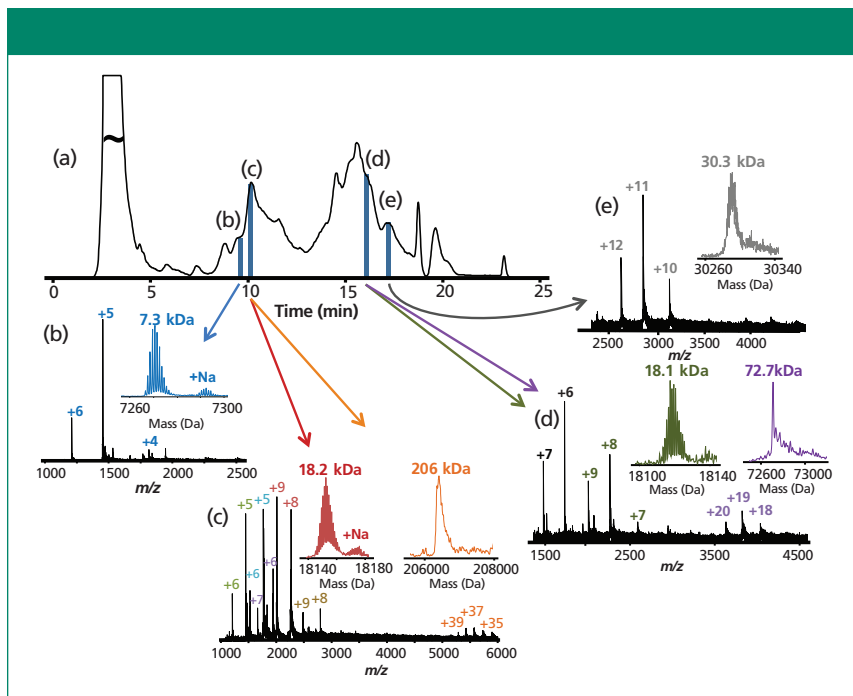 (a)
(b)
(c)
(d)
(e)
0 5 10 15 20 25
Time (min)
(e)
30.3 kDa
+12
+11
+10
30260 30340
Mass (Da)
2500 3000 3500 4000
m/z
(b)
+6
+5
+4
7.3 kDa
+Na
7260 7300
Mass (Da)
1000 1500 2000 2500
m/z
(d)
18.1 kDa
72.7kDa
18100 18140
Mass (Da)
72600 73000
Mass (Da)
+7
+6
+9
+8
+7
+20
+19
+18
1500 2500 3500 4500
m/z
(c)
18.2 kDa
+Na
18140 18180
Mass (Da)
206 kDa
206000 208000
Mass (Da)
+6
+5
+6
+7
+5
+6
+9
+8
+9
+8
+39
+37
+35
1000 2000 3000 4000 5000 6000
m/z